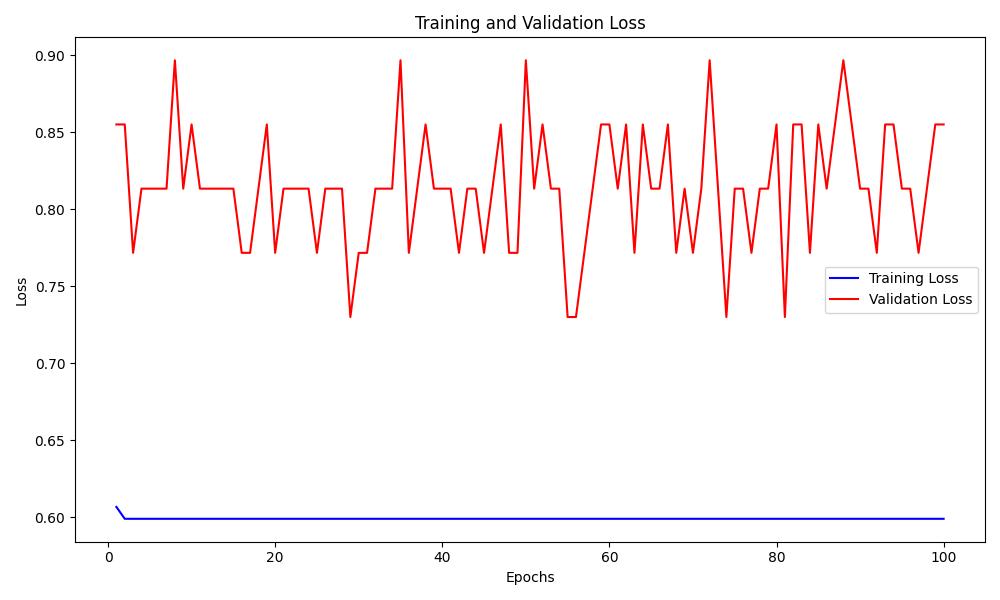 Training and Validation Loss
0.90
0.85
0.80
0.75
0.70
0.65
0.60
Loss
Training Loss
Validation Loss
0
20
40
60
80
100
Epochs